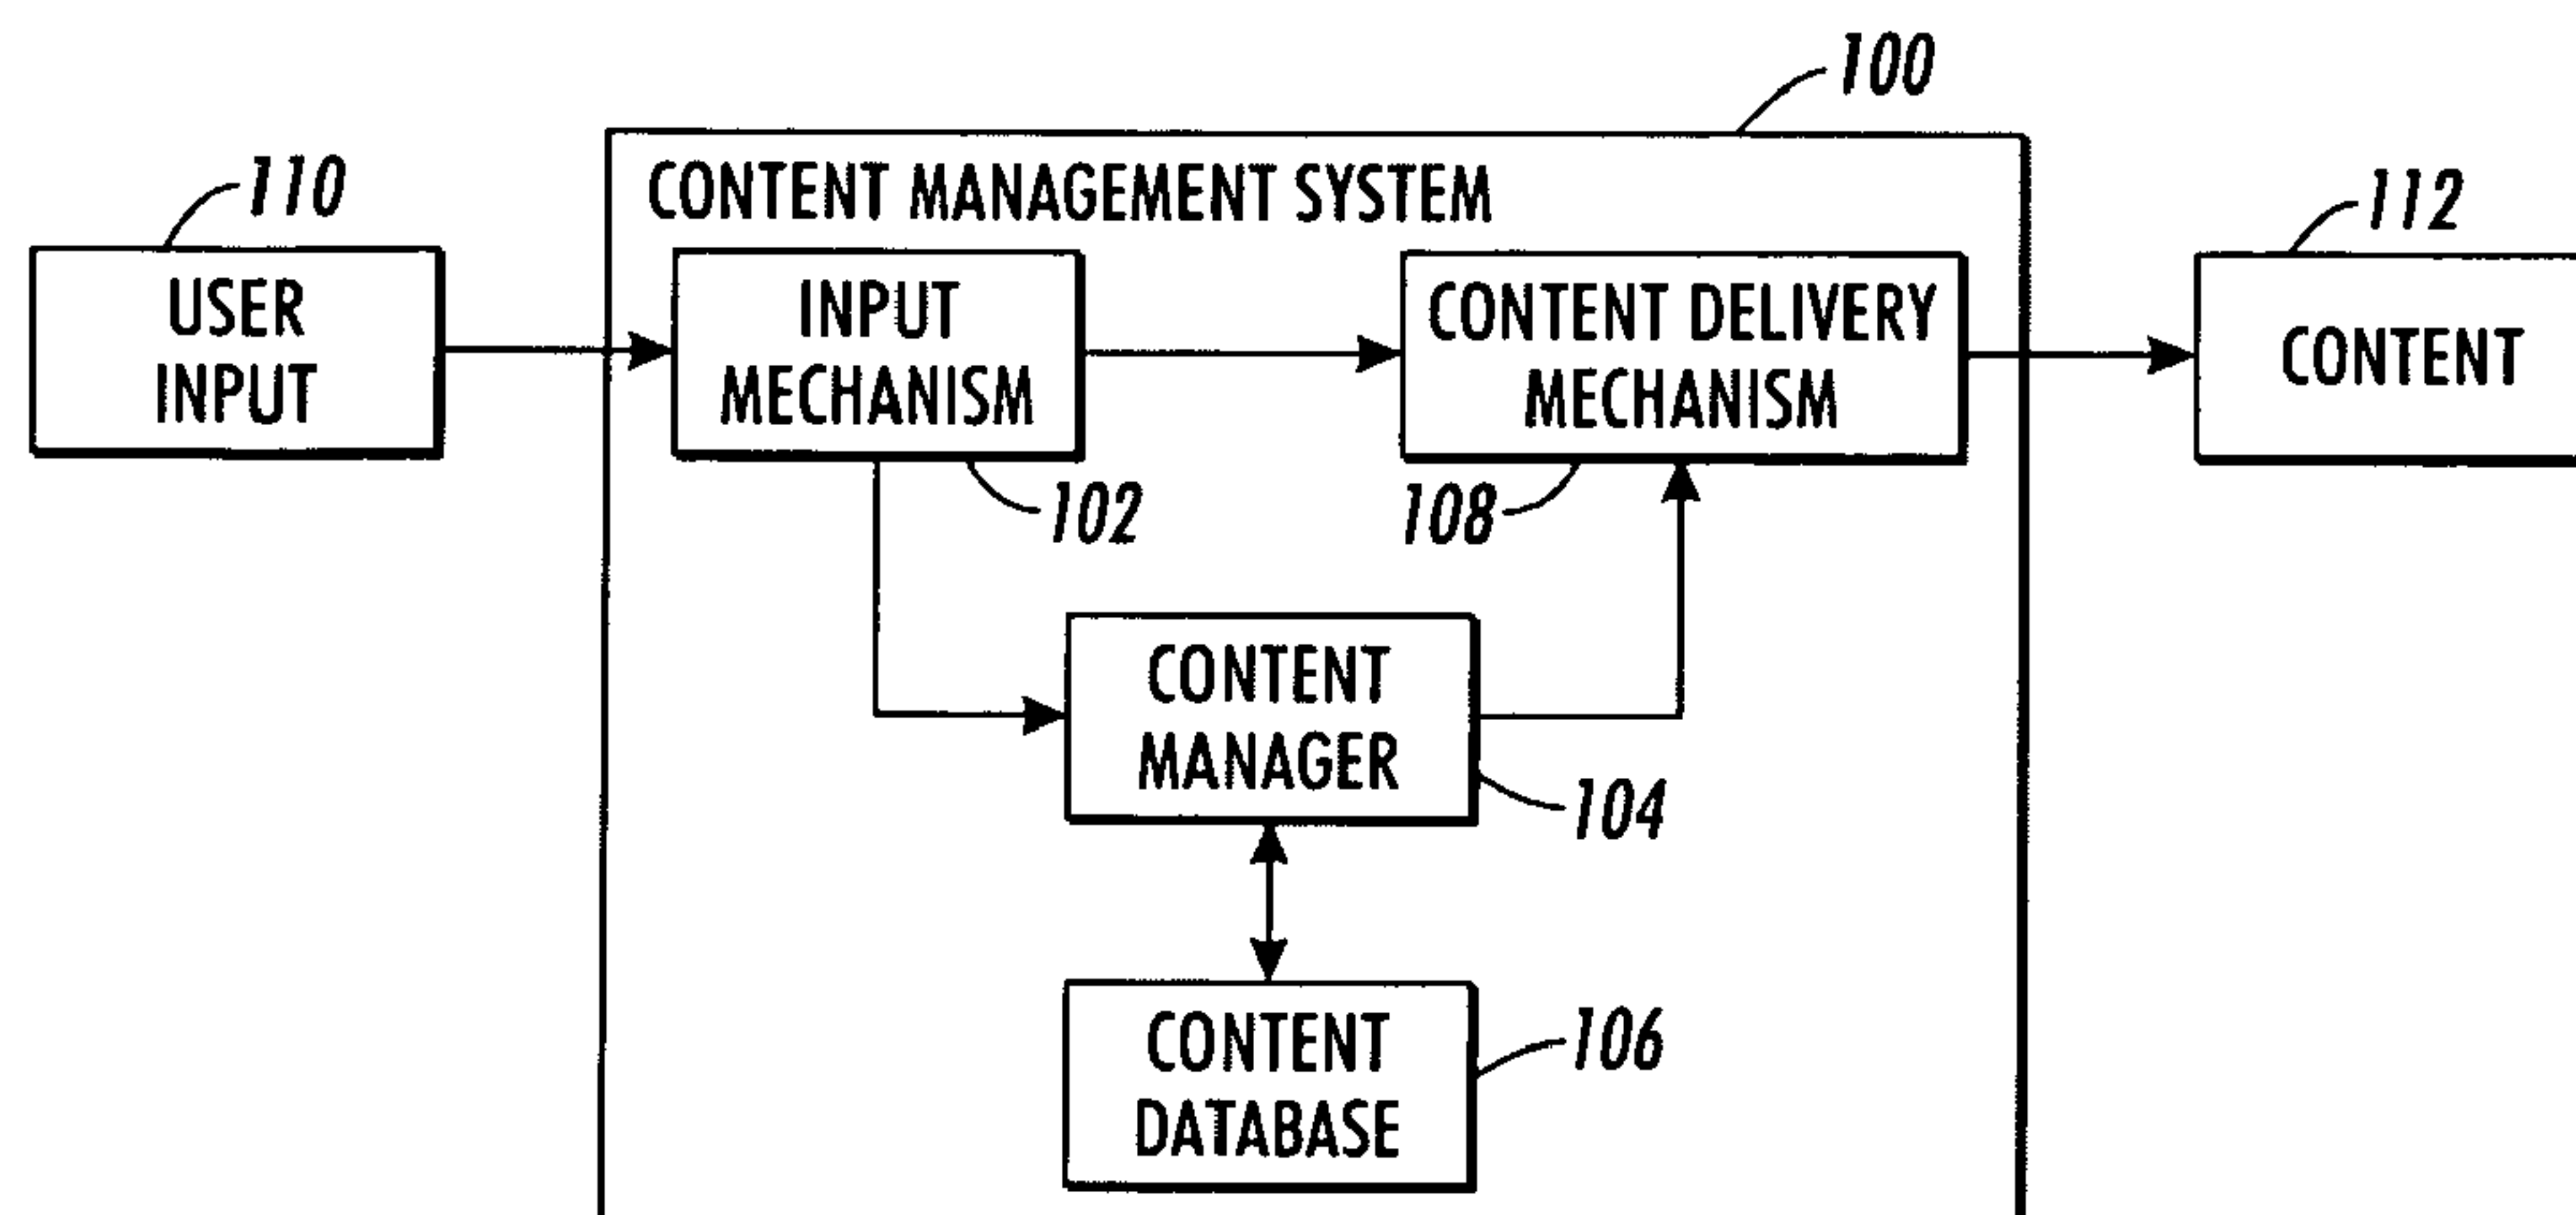 100
110
CONTENT MANAGEMENT SYSTEM
112
USER
INPUT
INPUT
MECHANISM
CONTENT DELIVERY
MECHANISM
CONTENT
102
108
CONTENT
MANAGER
104
CONTENT
DATABASE
106